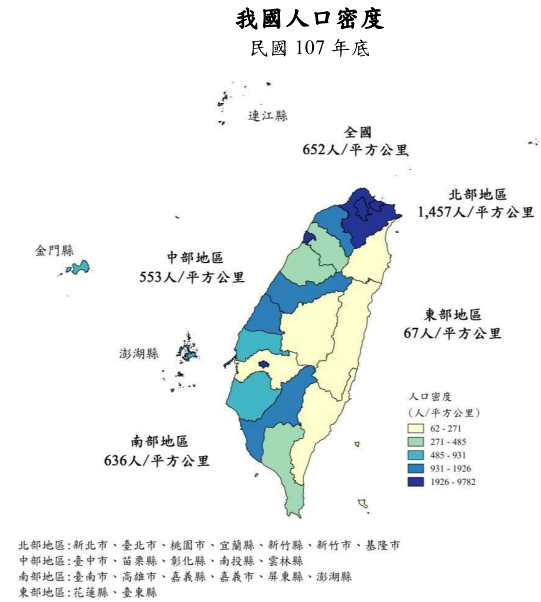 我國人口密度
民國 107 年底
連江縣
全國
652人/平方公里
北部地區
1,457人/平方公里
金門縣
中部地區
553人/平方公里
東部地區
67人/平方公里
澎湖縣
人口密度
(人/平方公里)
62 - 271
271 - 485
485 - 931
931 - 1926
1926 - 9782
南部地區
636人/平方公里
北部地區:新北市、臺北市、桃園市、宜蘭縣、新竹縣、新竹市、基隆市
中部地區:臺中市、苗栗縣、彰化縣、南投縣、雲林縣
南部地區:臺南市、高雄市、嘉義縣、嘉義市、屏東縣、澎湖縣
東部地區:花蓮縣、臺東縣